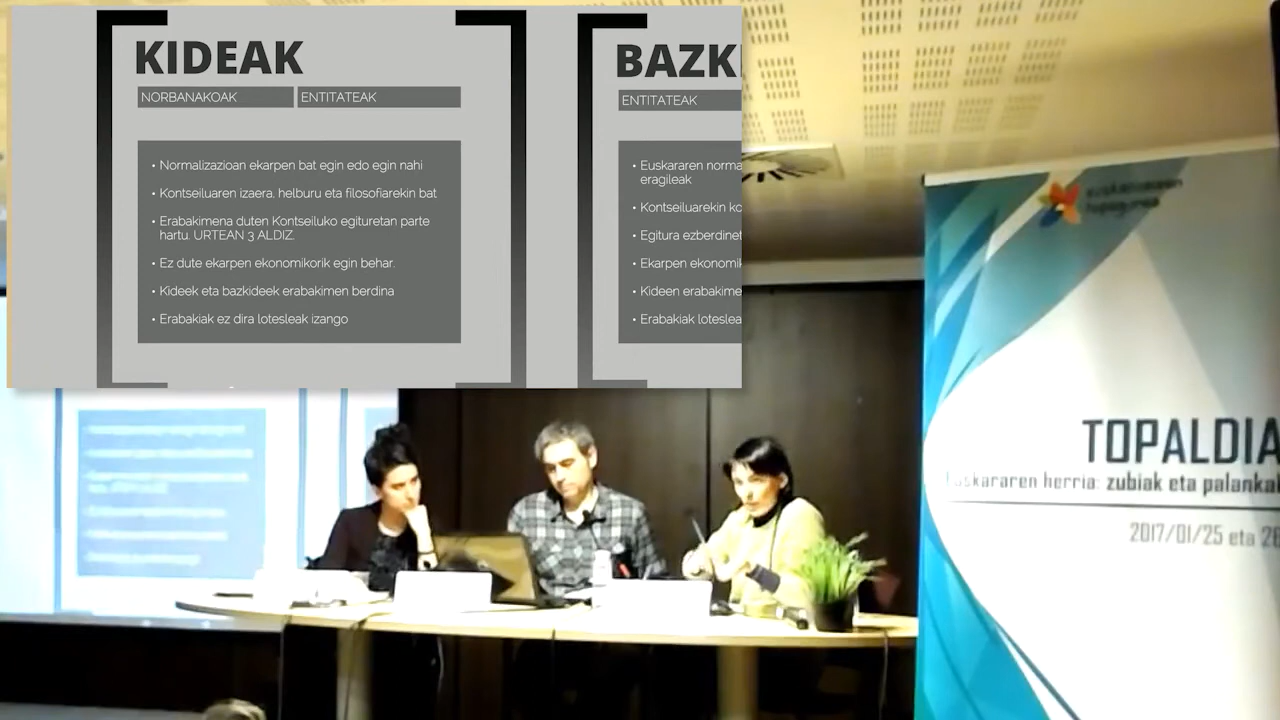 KIDEAK
NORBANAKOAK
ENTITATEAK
• Normalizazioan ekarpen bat egin edo egin nahi
• Kontseiluaren izaera, helburu eta filosofiarekin bat
• Erabakimena duten Kontseiluko egituretan parte
hartu. URTEAN 3 ALDIZ.
• Ez dute ekarpen ekonomikorik egin behar.
• Kideek eta bazkideek erabakimen berdina
• Erabakiak ez dira lotesleak izango
BAZK
ENTITATEAK
• Euskararen norma
eragileak
• Kontseiluarekin ko
• Egitura ezberdinet
• Ekarpen ekonomik
• Kideen erabakime
• Erabakiak loteslea
euskaltzaleen
topagunea
TOPALDIA
Euskararen herria: zubiak eta palankak
2017/01/25 eta 26